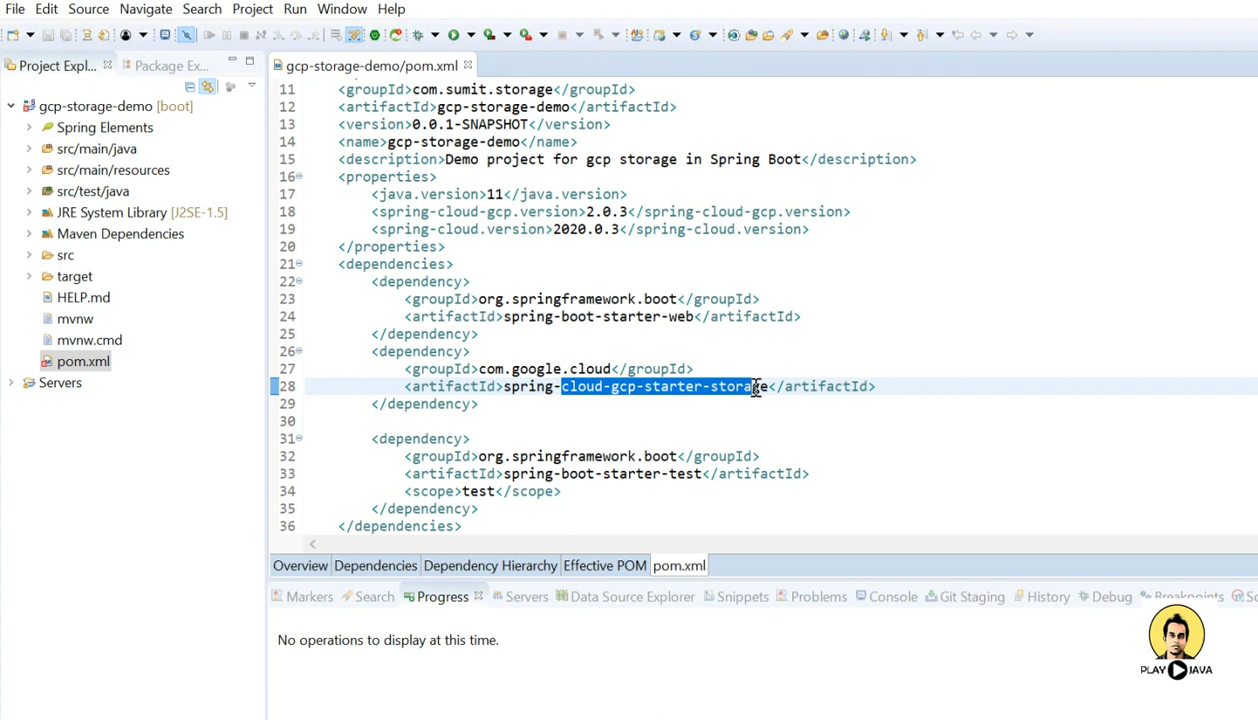 File Edit Source Navigate Search Project Run Window Help
Project Expl... Package Ex...
gcp-storage-demo [boot]
Spring Elements
src/main/java
src/main/resources
src/test/java
JRE System Library [J2SE-1.5]
Maven Dependencies
src
target
HELP.md
mvnw
mvnw.cmd
pom.xml
Servers
gcp-storage-demo/pom.xml
11 <groupId>com.sumit.storage</groupId>
12 <artifactId>gcp-storage-demo</artifactId>
13 <version>0.0.1-SNAPSHOT</version>
14 <name>gcp-storage-demo</name>
15 <description>Demo project for gcp storage in Spring Boot</description>
16 <properties>
17 <java.version>11</java.version>
18 <spring-cloud-gcp.version>2.0.3</spring-cloud-gcp.version>
19 <spring-cloud.version>2020.0.3</spring-cloud.version>
20 </properties>
21 <dependencies>
22 <dependency>
23 <groupId>org.springframework.boot</groupId>
24 <artifactId>spring-boot-starter-web</artifactId>
25 </dependency>
26 <dependency>
27 <groupId>com.google.cloud</groupId>
28 <artifactId>spring-cloud-gcp-starter-storage</artifactId>
29 </dependency>
30
31 <dependency>
32 <groupId>org.springframework.boot</groupId>
33 <artifactId>spring-boot-starter-test</artifactId>
34 <scope>test</scope>
35 </dependency>
36 </dependencies>
Overview Dependencies Dependency Hierarchy Effective POM pom.xml
Markers Search Progress Servers Data Source Explorer Snippets Problems Console Git Staging History Debug Breakpoints
No operations to display at this time.
PLAY JAVA